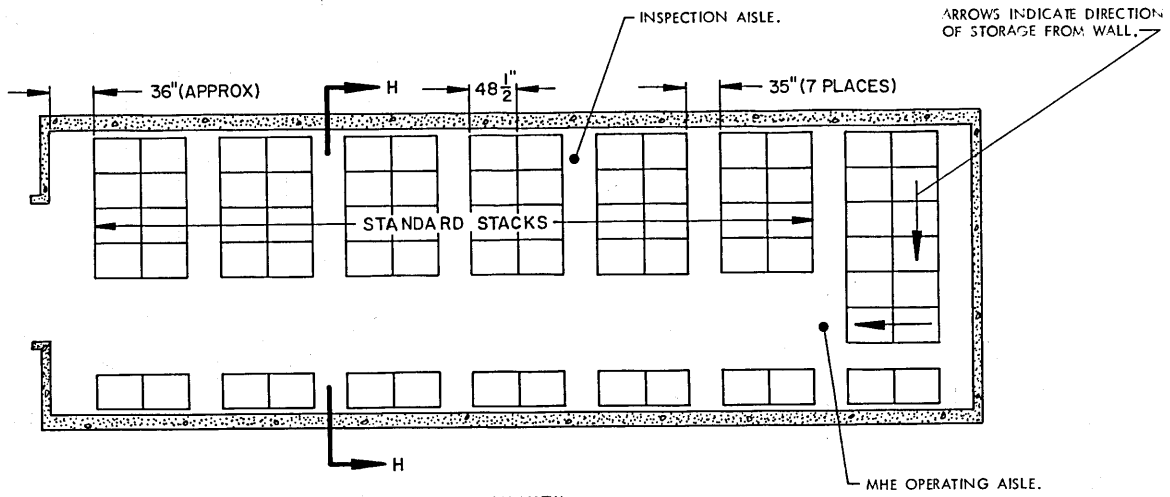 INSPECTION AISLE.
ARROWS INDICATE DIRECTION
OF STORAGE FROM WALL.
36" (APPROX)
H
48 1/2"
35" (7 PLACES)
STANDARD STACKS
H
MHE OPERATING AISLE.